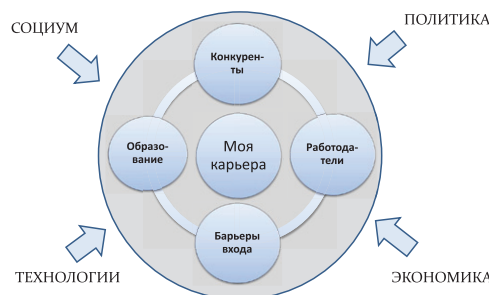 СОЦИУМ
ПОЛИТИКА
Конкурен-
ты
Образо-
вание
Моя
карьера
Работода-
тели
Барьеры
входа
ТЕХНОЛОГИИ
ЭКОНОМИКА